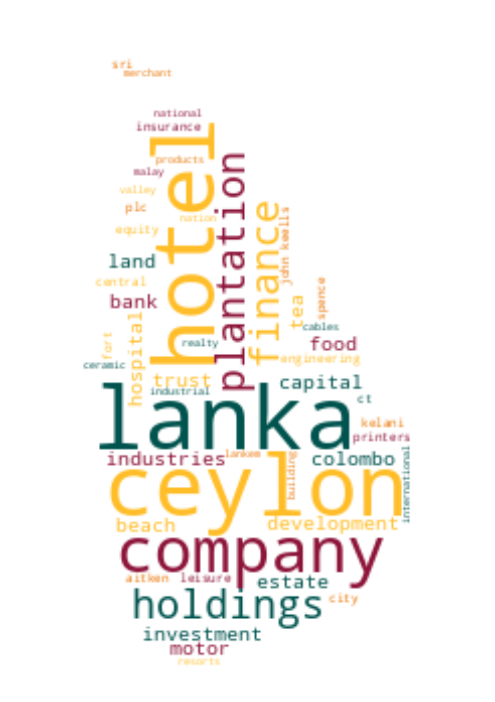 sri
merchant
national
insurance
hotel
products
plantation
malay
valley
plc
nation
finance
john keells
equity
land
central
spence
bank
tea
hospital
cables
fort
realty
food
engineering
ceramic
trust
capital
industrial
lanka
ct
kelani
printers
industries
lankem
colombo
building
international
ceylon
beach
development
company
aitken
leisure
estate
holdings
city
investment
motor
resorts